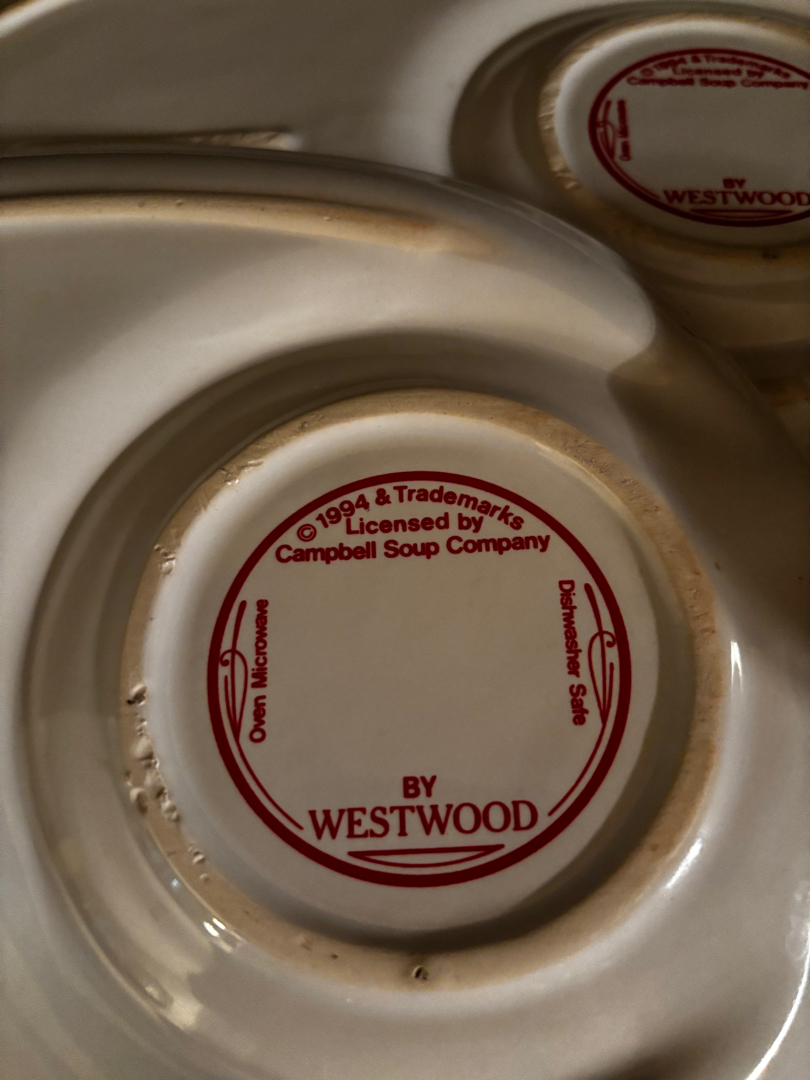 © 1994 & Trademarks
Licensed by
Campbell Soup Company
Oven Microwave
Dishwasher Safe
BY
WESTWOOD
© 1994 & Trademarks
Licensed by
Campbell Soup Company
Oven Microwave
BY
WESTWOOD